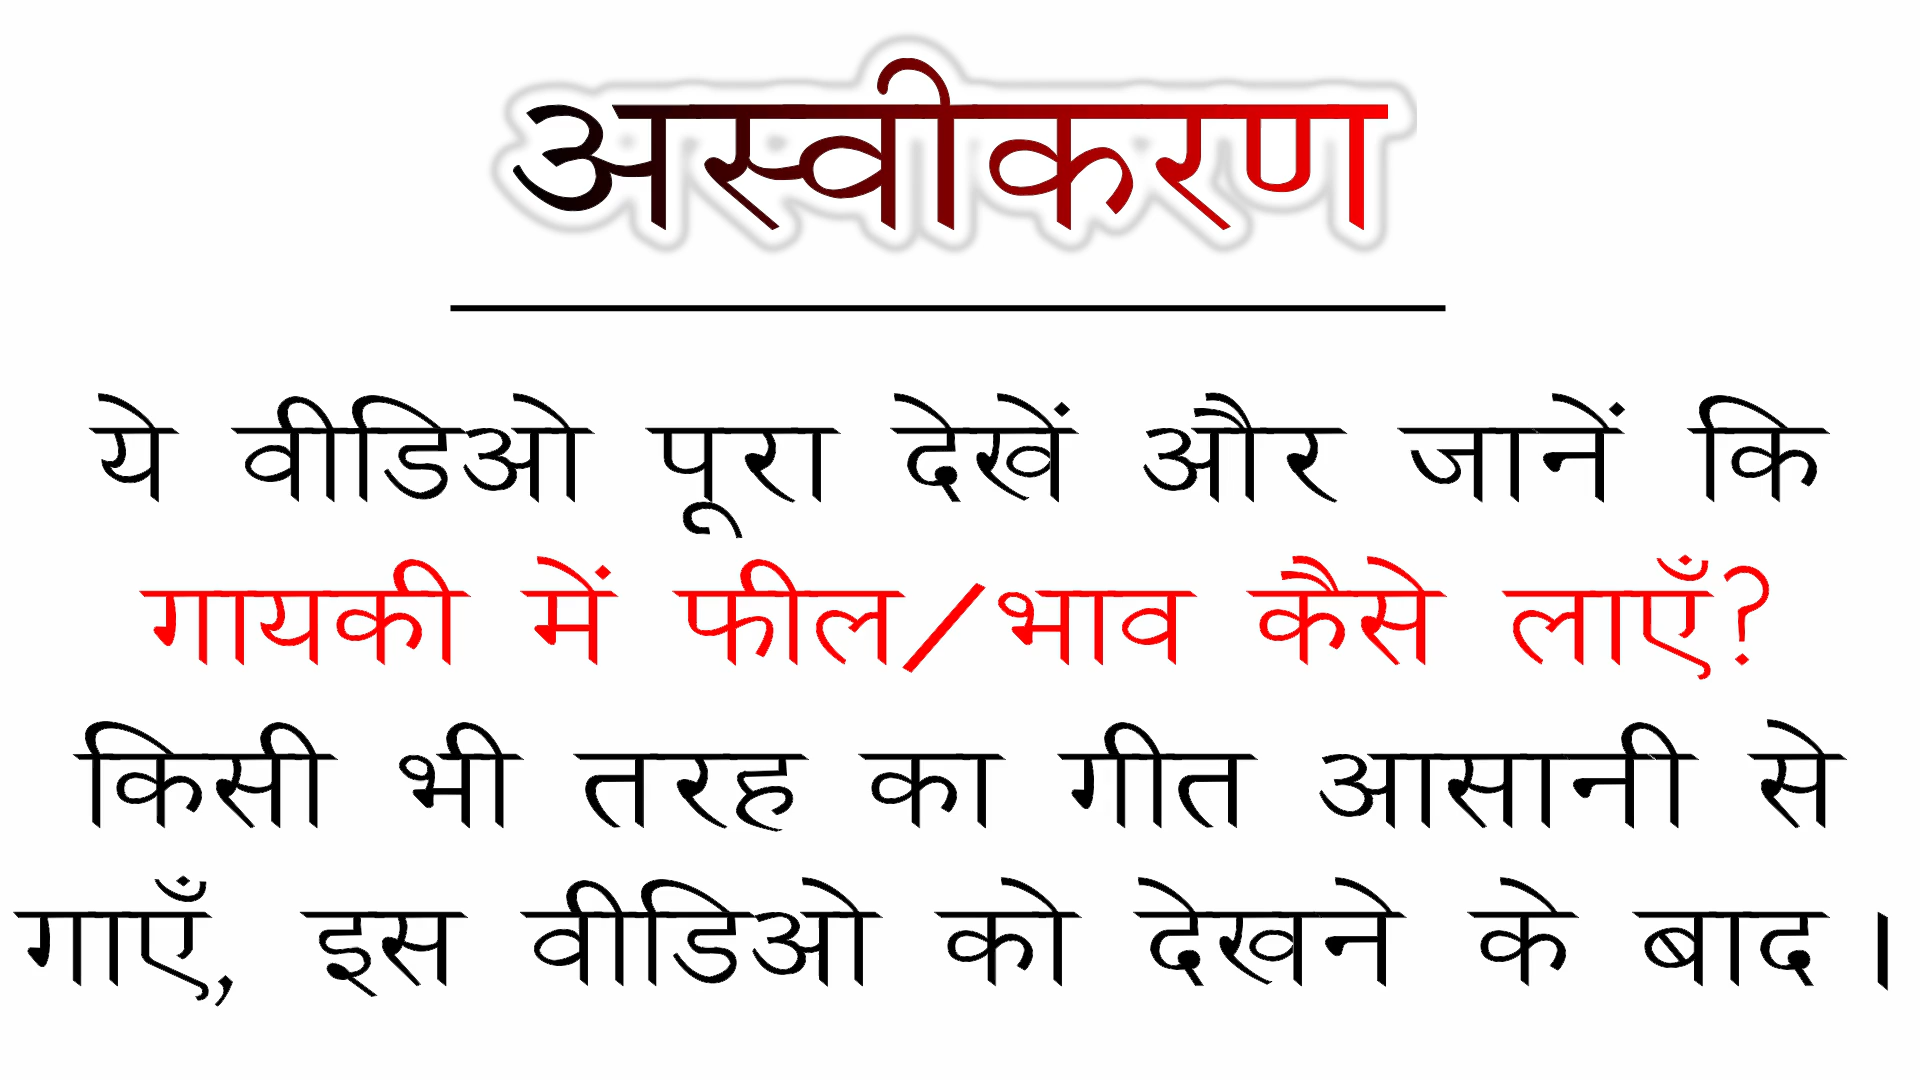 अस्वीकरण
ये वीडिओ पूरा देखें और जानें कि
गायकी में फील/भाव कैसे लाएँ?
किसी भी तरह का गीत आसानी से
गाएँ, इस वीडिओ को देखने के बाद ।